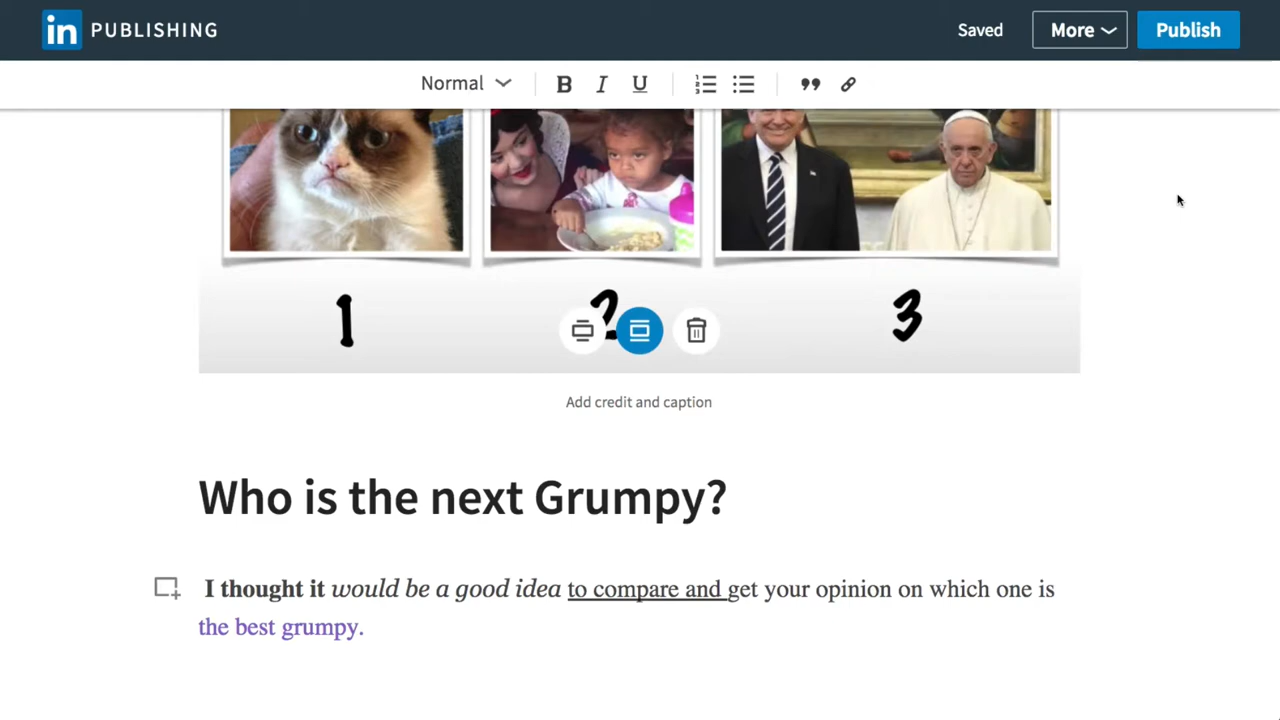 in PUBLISHING
Saved
More
Publish
Normal
B I U
1 2 3
Add credit and caption
Who is the next Grumpy?
I thought it would be a good idea to compare and get your opinion on which one is
the best grumpy.